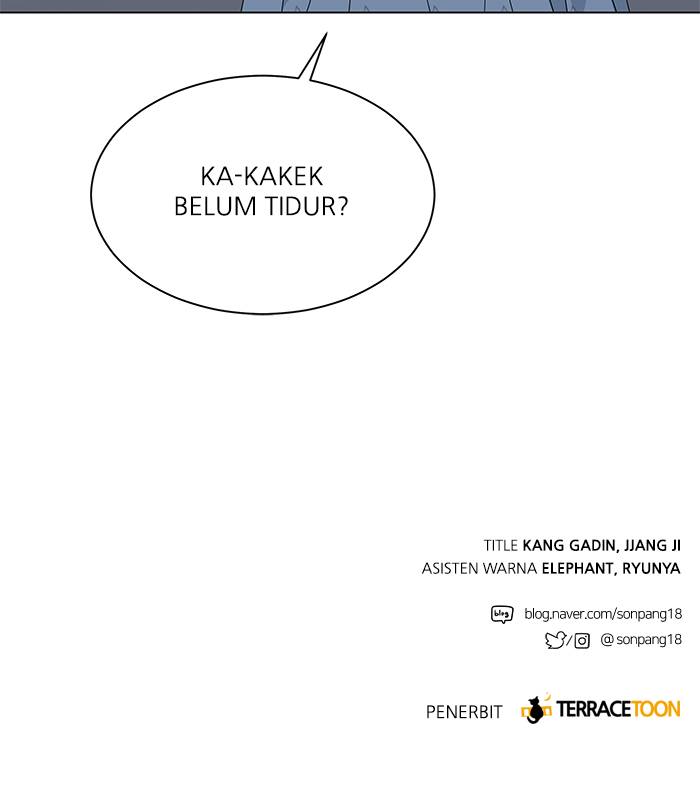 KA-KAKEK
BELUM TIDUR?
TITLE KANG GADIN, JJANG JI
ASISTEN WARNA ELEPHANT, RYUNYA
blog blog.naver.com/sonpang18
/ @sonpang18
PENERBIT TERRACETOON